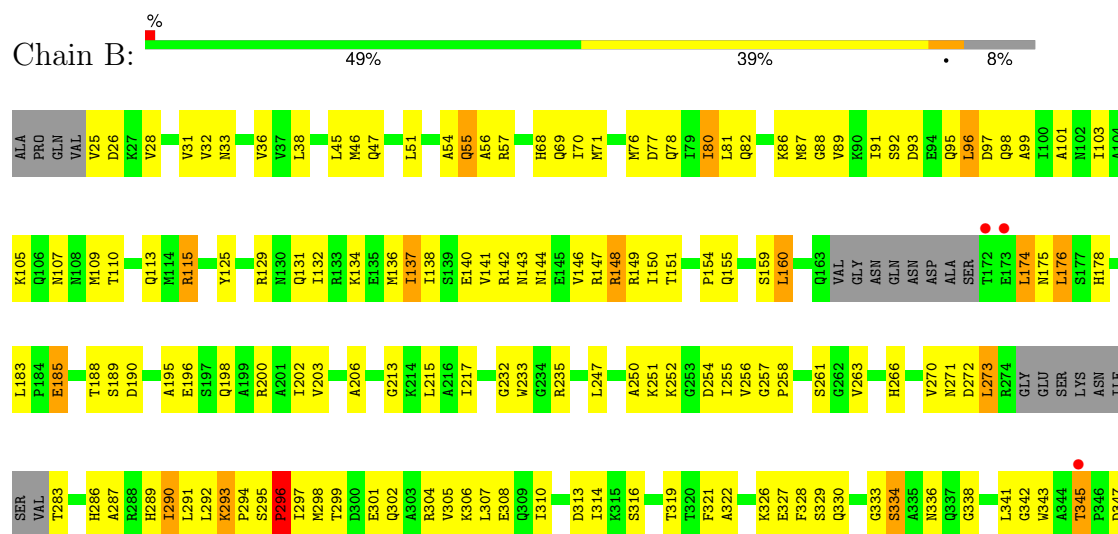 %
Chain B:
49% 39% • 8%
ALA PRO GLN VAL V25 D26 K27 V28 V31 V32 N33 V36 V37 L38 L45 M46 Q47 L51 A54 Q55 A56 R57 H68 Q69 I70 M71 M76 D77 Q78 I79 I80 L81 Q82 K86 M87 G88 V89 K90 I91 S92 D93 E94 Q95 L96 D97 Q98 A99 I100 A101 N102 I103 A104
K105 Q106 N107 N108 M109 T110 Q113 M114 R115 Y125 R129 N130 Q131 I132 R133 K134 E135 M136 I137 I138 S139 E140 V141 R142 N143 N144 E145 V146 R147 R148 R149 I150 T151 P154 Q155 S159 L160 Q163 VAL GLY ASN GLN ASN ASP ALA SER T172 E173 L174 N175 L176 S177 H178
L183 P184 E185 T188 S189 D190 A195 E196 S197 Q198 A199 R200 A201 I202 V203 A206 G213 K214 L215 A216 I217 G232 W233 G234 R235 L247 A250 K251 K252 G253 D254 I255 V256 G257 P258 S261 G262 V263 H266 V270 N271 D272 L273 R274 GLY GLU SER LYS ASN ILE
SER VAL T283 H286 A287 R288 H289 I290 L291 L292 K293 P294 S295 P296 I297 M298 T299 D300 E301 Q302 A303 R304 V305 K306 L307 E308 Q309 I310 D313 I314 K315 S316 T319 T320 F321 A322 K326 E327 F328 S329 Q330 G333 S334 A335 N336 Q337 G338 L341 G342 W343 A344 T345 P346 D347